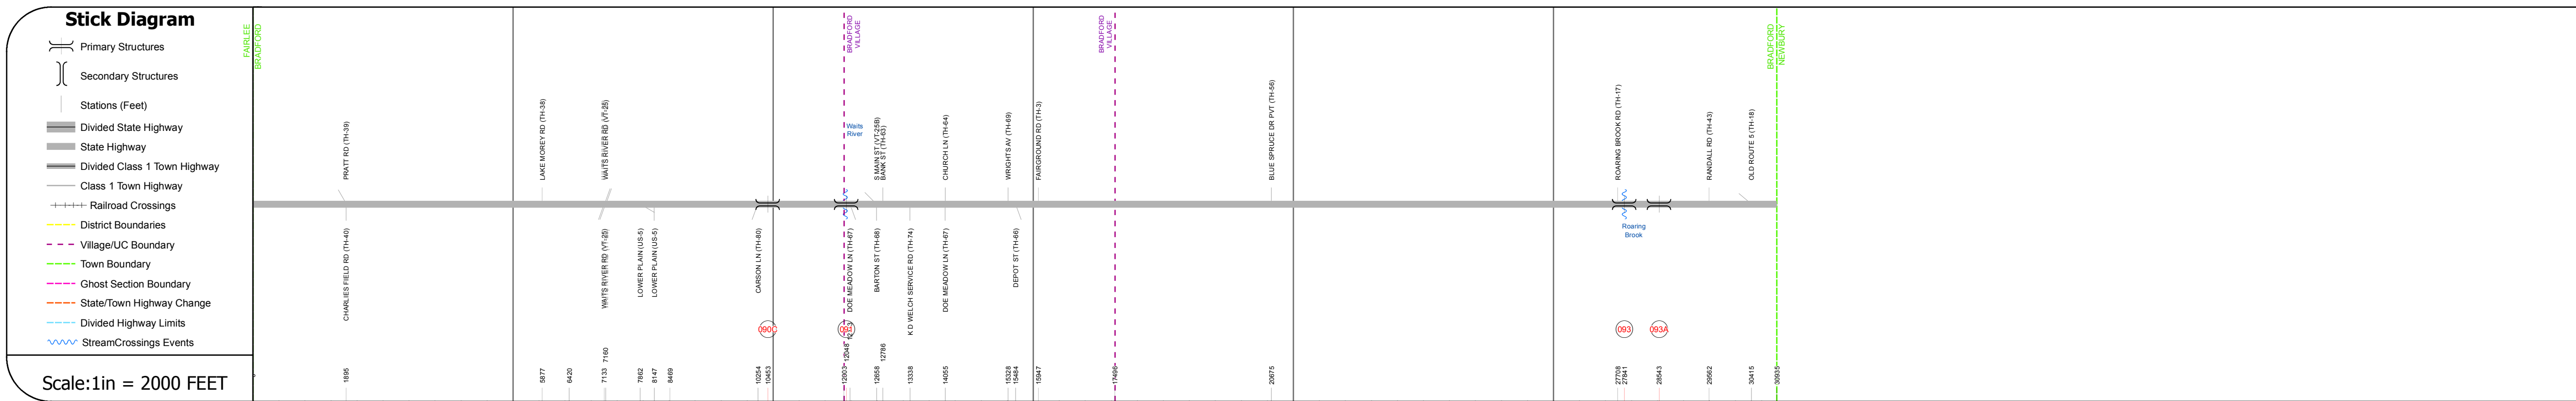 Stick Diagram
Primary Structures
Secondary Structures
Stations (Feet)
Divided State Highway
State Highway
Divided Class 1 Town Highway
Class 1 Town Highway
Railroad Crossings
District Boundaries
Village/UC Boundary
Town Boundary
Ghost Section Boundary
State/Town Highway Change
Divided Highway Limits
StreamCrossings Events
Scale:1in = 2000 FEET
FAIRLEE
BRADFORD
BRADFORD
VILLAGE
BRADFORD
VILLAGE
BRADFORD
NEWBURY
PRATT RD (TH-39)
LAKE MOREY RD (TH-38)
WAITS RIVER RD (VT-25)
Waits
River
S MAIN ST (VT-25B)
BANK ST (TH-63)
CHURCH LN (TH-64)
WRIGHTS AV (TH-69)
FAIRGROUND RD (TH-3)
BLUE SPRUCE DR PVT (TH-56)
ROARING BROOK RD (TH-17)
RANDALL RD (TH-43)
OLD ROUTE 5 (TH-18)
CHARLIES FIELD RD (TH-40)
WAITS RIVER RD (VT-25)
LOWER PLAIN (US-5)
LOWER PLAIN (US-5)
CARSON LN (TH-80)
DOE MEADOW LN (TH-67)
BARTON ST (TH-68)
K D WELCH SERVICE RD (TH-74)
DOE MEADOW LN (TH-67)
DEPOT ST (TH-66)
Roaring
Brook
090C
093
093A
0
1895
5877
6420
7133
7160
7862
8147
8469
10254
10453
12048
12658
12786
13338
14055
15328
15484
15947
17496
20675
27708
27841
28543
29562
30415
30935